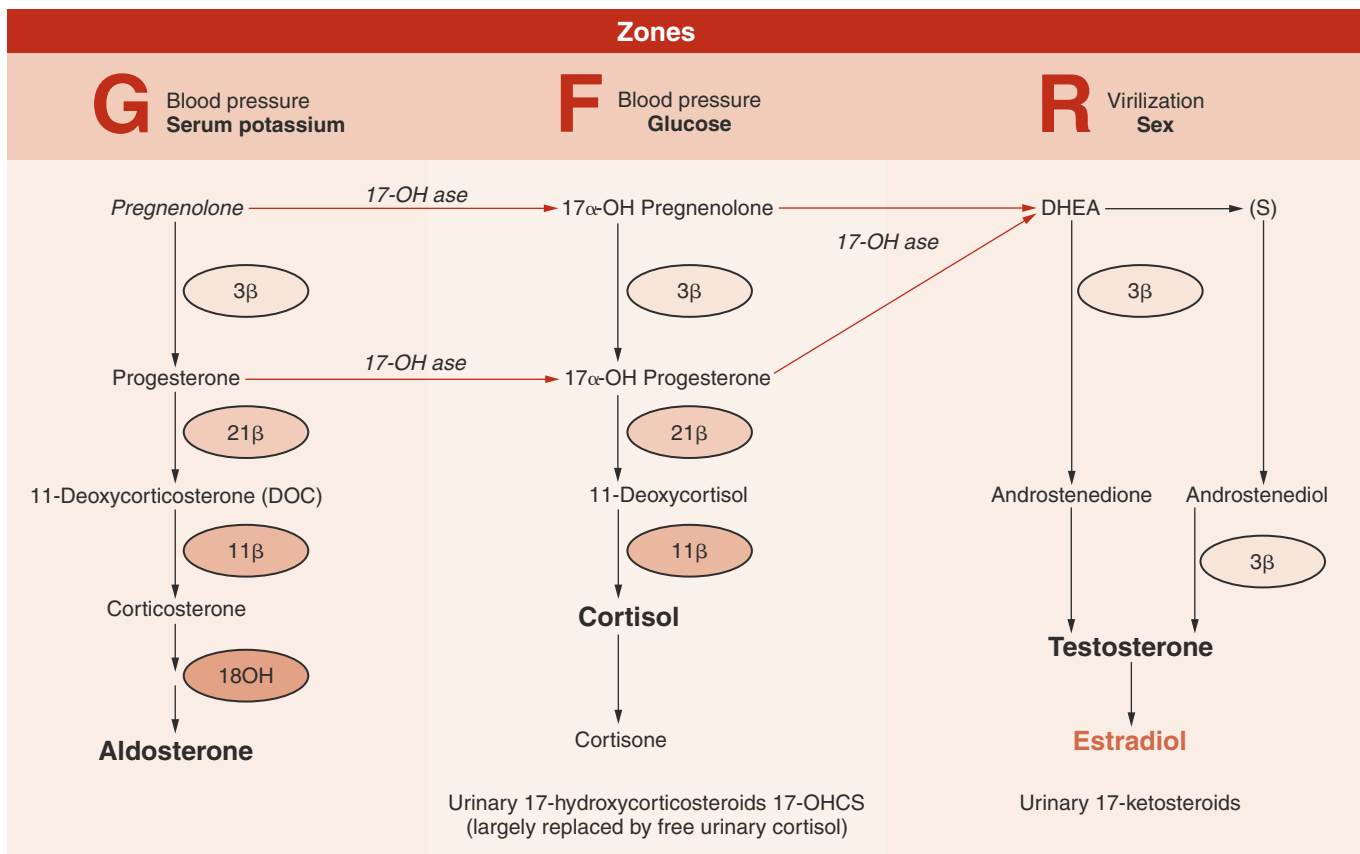 Zones
G
Blood pressure
Serum potassium
F
Blood pressure
Glucose
R
Virilization
Sex
Pregnenolone
17-OH ase
17α-OH Pregnenolone
DHEA
(S)
17-OH ase
3β
3β
3β
Progesterone
17-OH ase
17α-OH Progesterone
21β
21β
11-Deoxycorticosterone (DOC)
11-Deoxycortisol
Androstenedione
Androstenediol
11β
11β
3β
Corticosterone
Cortisol
Testosterone
18OH
Aldosterone
Cortisone
Estradiol
Urinary 17-hydroxycorticosteroids 17-OHCS
(largely replaced by free urinary cortisol)
Urinary 17-ketosteroids